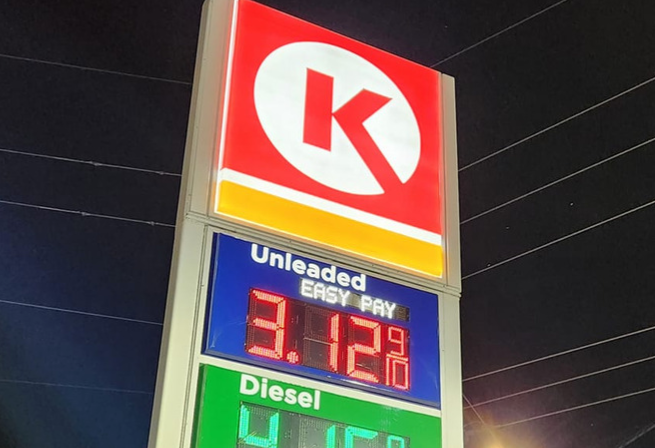 K
Unleaded
EASY PAY
3.12 9/10
Diesel